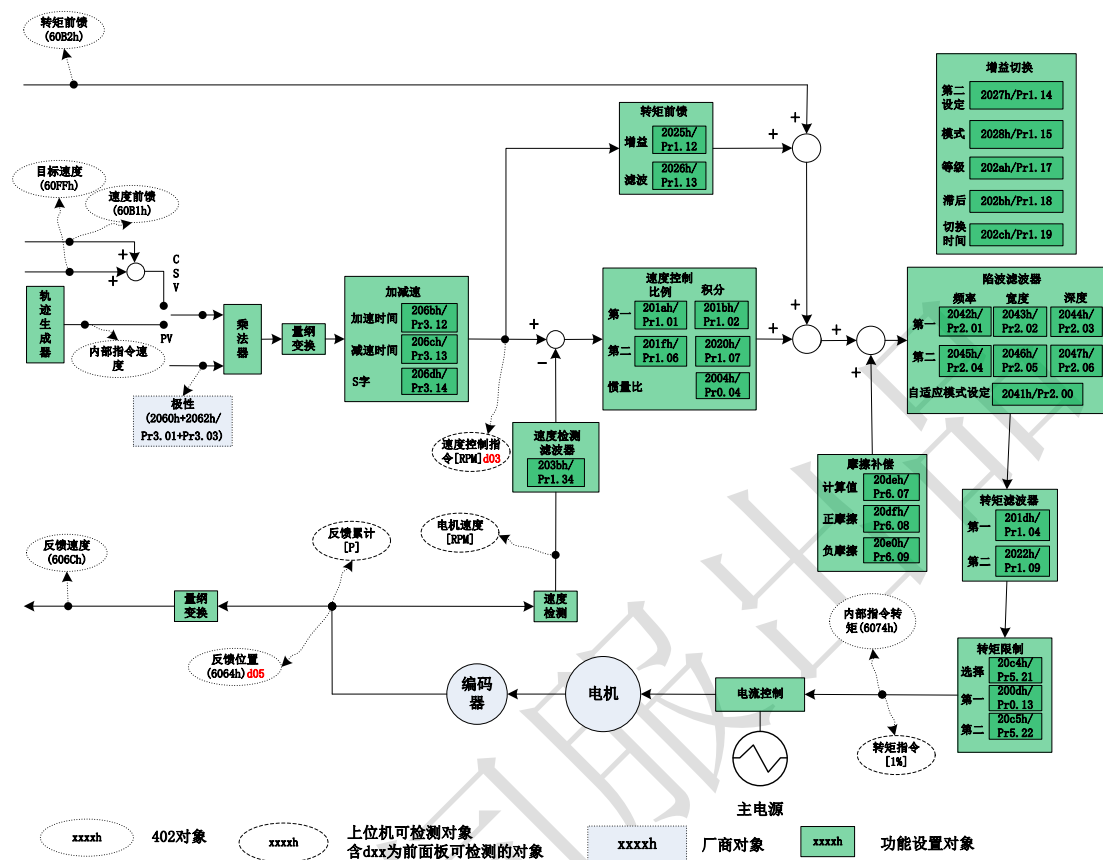 转矩前馈
(60B2h)
目标速度
(60FFh)
速度前馈
(60B1h)
+
+
C
S
V
PV
轨迹生成器
内部指令速
度
极性
(2060h+2062h/
Pr3.01+Pr3.03)
乘法器
量纲
变换
加减速
加速时间
206bh/
Pr3.12
减速时间
206ch/
Pr3.13
S字
206dh/
Pr3.14
速度控制指
令[RPM]d03
+
−
转矩前馈
增益
2025h/
Pr1.12
滤波
2026h/
Pr1.13
+
+
速度控制
比例
积分
第一
201ah/
Pr1.01
201bh/
Pr1.02
第二
201fh/
Pr1.06
2020h/
Pr1.07
惯量比
2004h/
Pr0.04
+
+
+
+
增益切换
第二
设定
2027h/Pr1.14
模式
2028h/Pr1.15
等级
202ah/Pr1.17
滞后
202bh/Pr1.18
切换
时间
202ch/Pr1.19
陷波滤波器
频率
宽度
深度
第一
2042h/
Pr2.01
2043h/
Pr2.02
2044h/
Pr2.03
第二
2045h/
Pr2.04
2046h/
Pr2.05
2047h/
Pr2.06
自适应模式设定
2041h/Pr2.00
速度检测
滤波器
203bh/
Pr1.34
摩擦补偿
计算值
20deh/
Pr6.07
正摩擦
20dfh/
Pr6.08
负摩擦
20e0h/
Pr6.09
转矩滤波器
第一
201dh/
Pr1.04
第二
2022h/
Pr1.09
反馈速度
(606Ch)
反馈累计
[P]
电机速度
[RPM]
量纲
变换
速度
检测
反馈位置
(6064h)d05
编码
器
电机
电流控制
主电源
内部指令转
矩(6074h)
转矩指令
[1%]
转矩限制
选择
20c4h/
Pr5.21
第一
200dh/
Pr0.13
第二
20c5h/
Pr5.22
xxxxh
402对象
xxxxh
上位机可检测对象
含dxx为前面板可检测的对象
xxxxh
厂商对象
xxxxh
功能设置对象